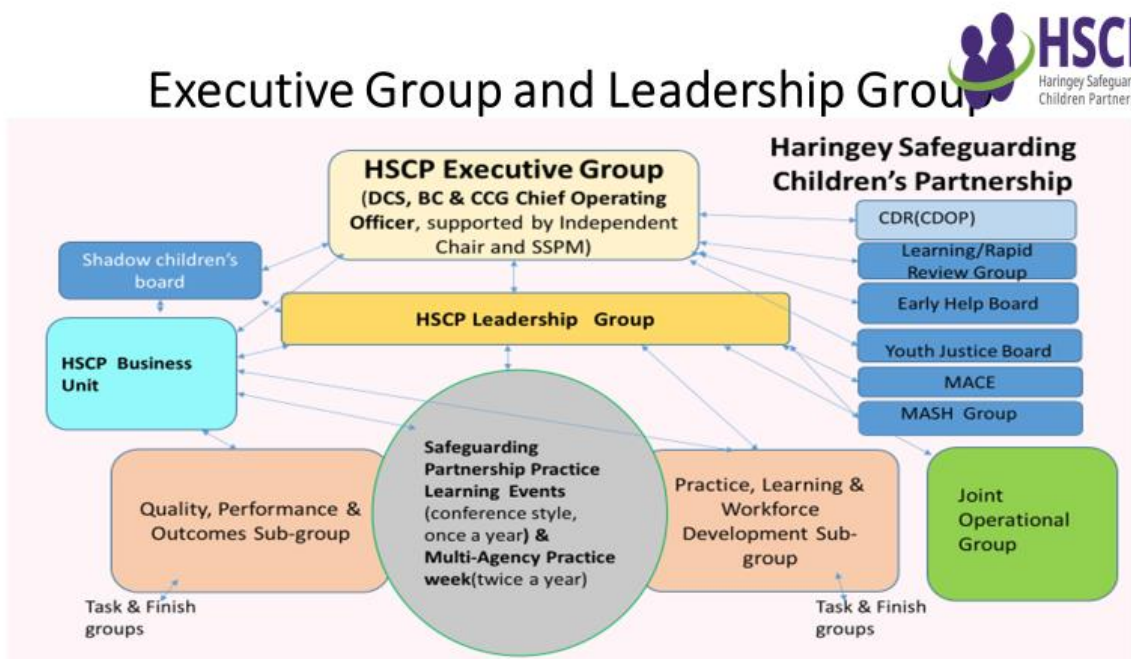 Executive Group and Leadership Group
HSCP
Haringey Safeguar
Children Partner
Haringey Safeguarding
Children's Partnership
HSCP Executive Group
(DCS, BC & CCG Chief Operating
Officer, supported by Independent
Chair and SSPM)
CDR(CDOP)
Learning/Rapid
Review Group
Early Help Board
Youth Justice Board
MACE
MASH Group
Shadow children's
board
HSCP Leadership Group
HSCP Business
Unit
Safeguarding
Partnership Practice
Learning Events
(conference style,
once a year) &
Multi-Agency Practice
week(twice a year)
Quality, Performance &
Outcomes Sub-group
Practice, Learning &
Workforce
Development Sub-
group
Joint
Operational
Group
Task & Finish
groups
Task & Finish
groups